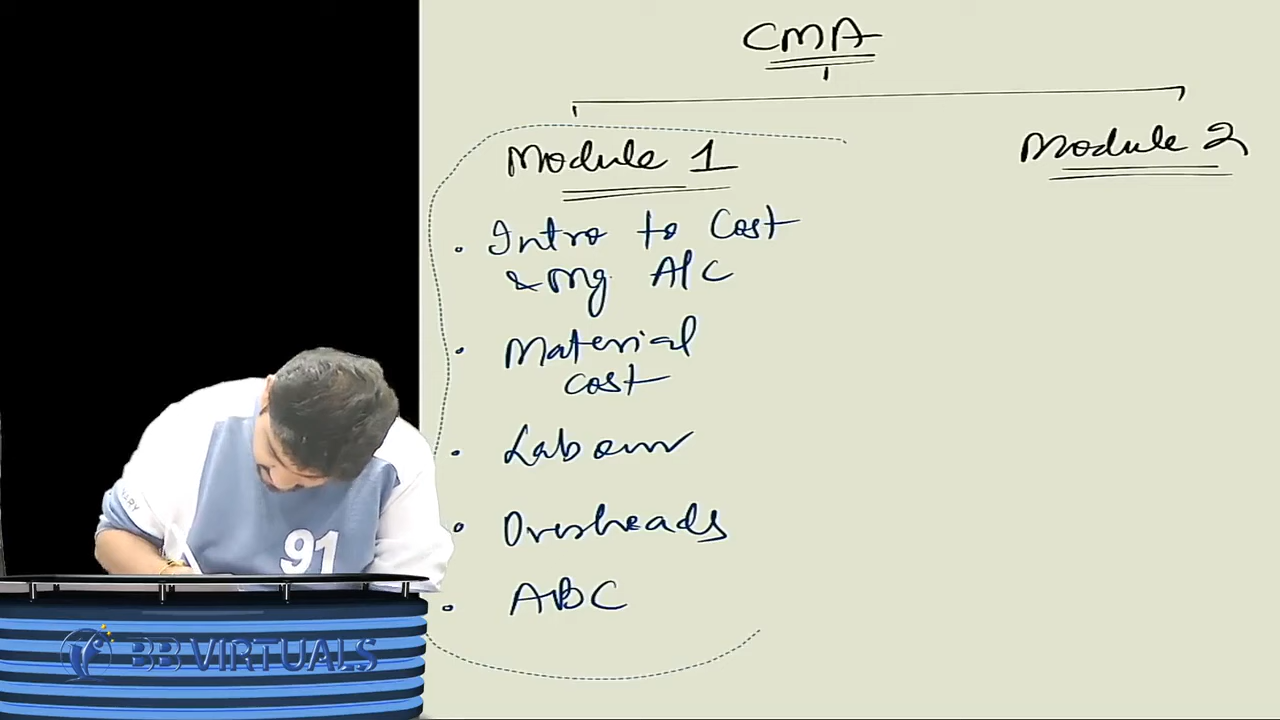 CMA
Module 1
Module 2
. Intro to Cost
& Mg A/C
. Material
cost
. Labour
. Overheads
. ABC
91
BB VIRTUALS